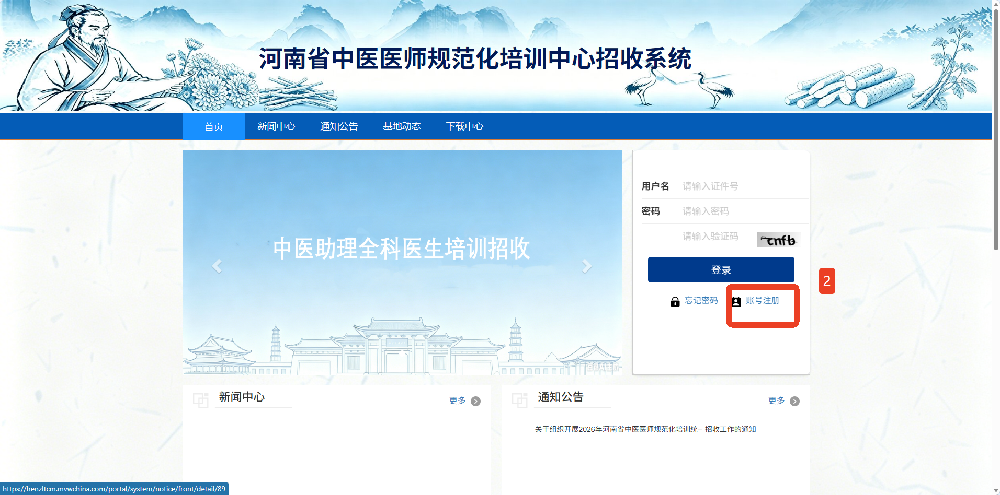 河南省中医医师规范化培训中心招收系统
首页 新闻中心 通知公告 基地动态 下载中心
中医助理全科医生培训招收
用户名 请输入证件号
密码 请输入密码
请输入验证码 cnfb
登录
忘记密码 账号注册
2
新闻中心 更多
通知公告 更多
关于组织开展2026年河南省中医医师规范化培训统一招收工作的通知
https://henzltcm.mvwchina.com/portal/system/notice/front/detail/89